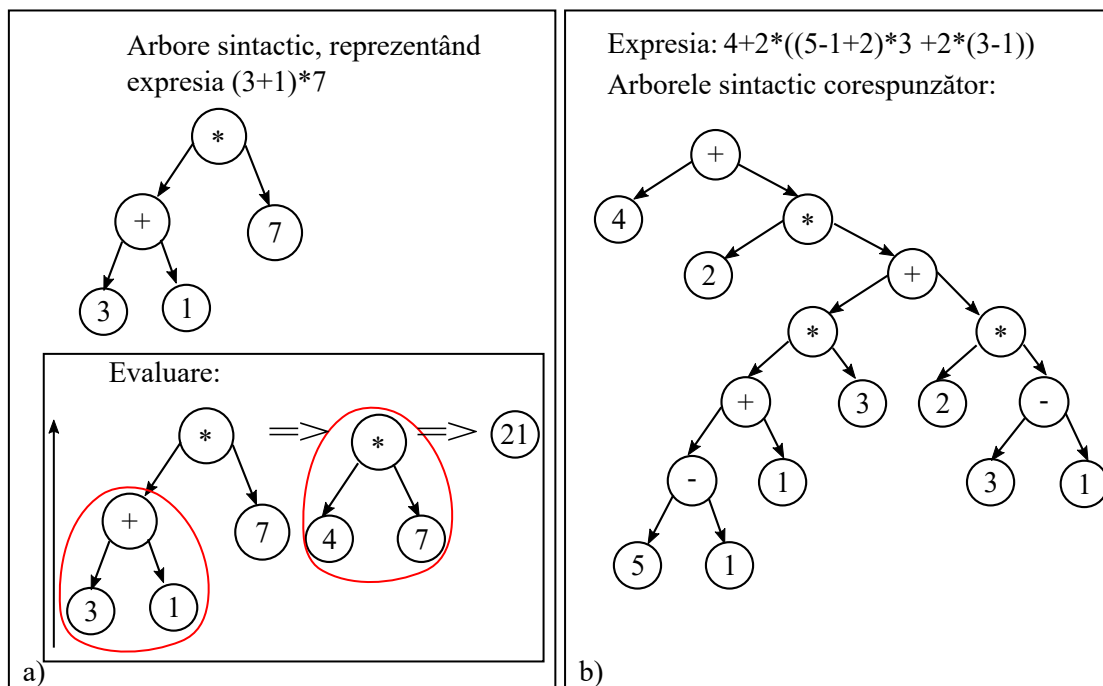 Arbore sintactic, reprezentând
expresia (3+1)*7
*
+
7
3 1
Evaluare:
* ==> * ==> 21
+
7
4 7
3 1
a)
Expresia: 4+2*((5-1+2)*3 +2*(3-1))
Arborele sintactic corespunzător:
+
4 *
2 +
* *
+ 3 2 -
- 1 3 1
5 1
b)